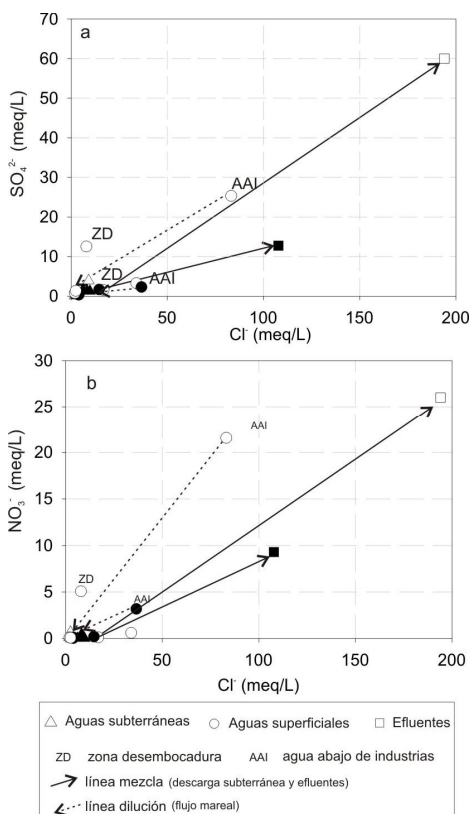 a
SO₄²⁻ (meq/L)
70
60
50
40
30
20
10
0
AAI
ZD
ZD
AAI
0
50
100
150
200
Cl⁻ (meq/L)
b
NO₃⁻ (meq/L)
30
25
20
15
10
5
0
AAI
ZD
AAI
0
50
100
150
200
Cl⁻ (meq/L)
Aguas subterráneas Aguas superficiales Efluentes
ZD zona desembocadura AAI agua abajo de industrias
línea mezcla (descarga subterránea y efluentes)
línea dilución (flujo mareal)